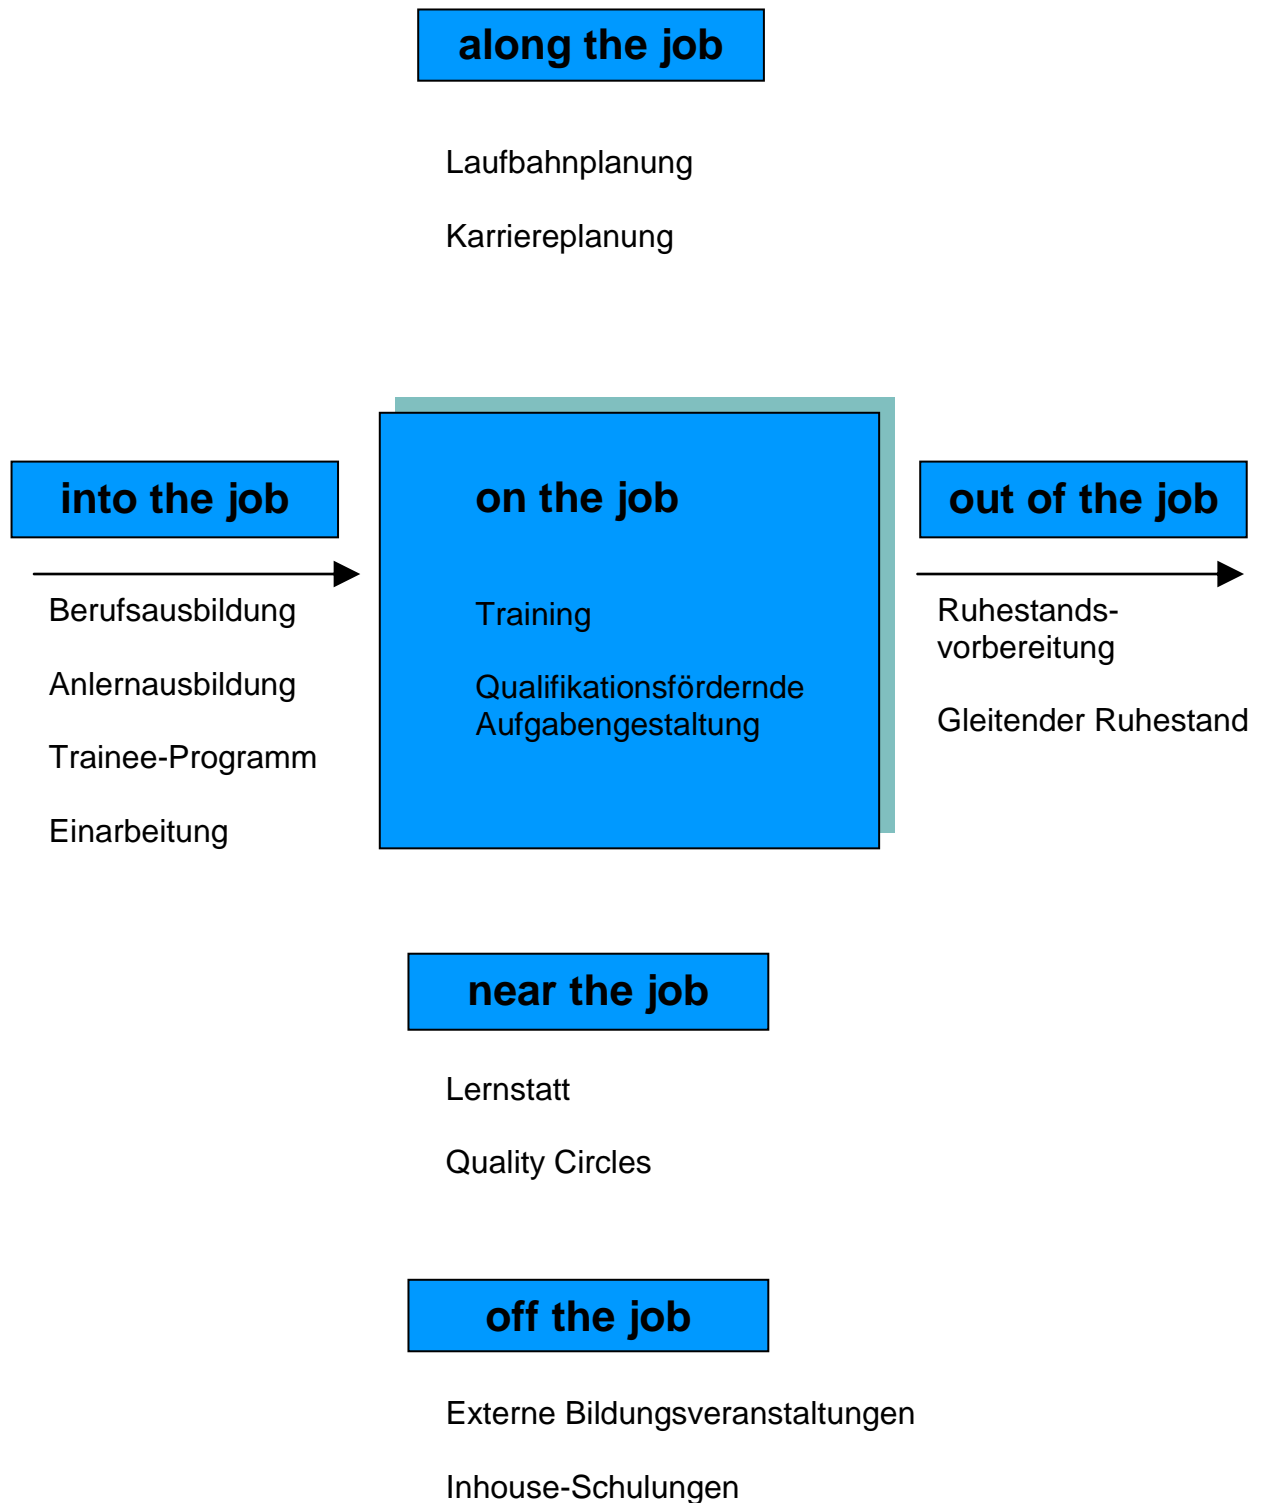 along the job
Laufbahnplanung
Karriereplanung
into the job
Berufsausbildung
Anlernausbildung
Trainee-Programm
Einarbeitung
on the job
Training
Qualifikationsfördernde
Aufgabengestaltung
out of the job
Ruhestands-
vorbereitung
Gleitender Ruhestand
near the job
Lernstatt
Quality Circles
off the job
Externe Bildungsveranstaltungen
Inhouse-Schulungen